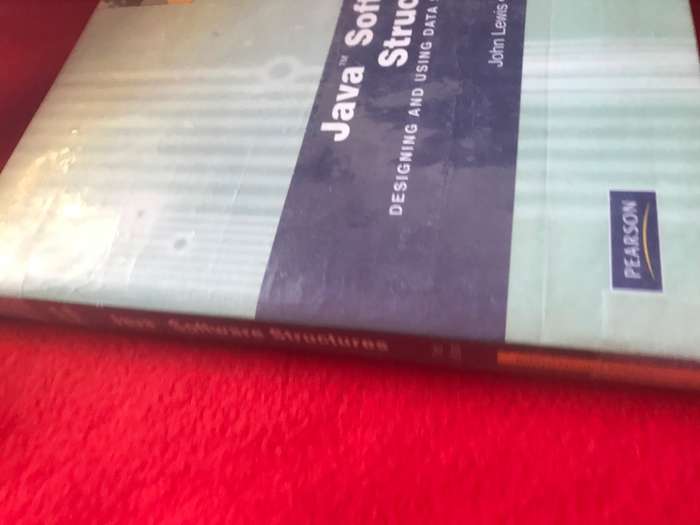 Java™ Soft
Struc
DESIGNING AND USING DATA
John Lewis
PEARSON
Java Software Structures